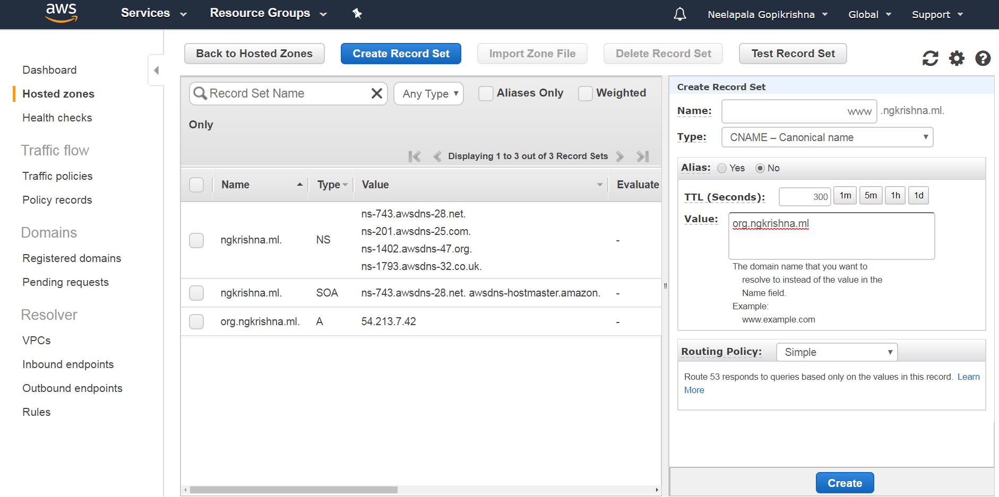 aws Services Resource Groups Neelapala Gopikrishna Global Support
Dashboard
Hosted zones
Health checks
Traffic flow
Traffic policies
Policy records
Domains
Registered domains
Pending requests
Resolver
VPCs
Inbound endpoints
Outbound endpoints
Rules
Back to Hosted Zones Create Record Set Import Zone File Delete Record Set Test Record Set
Record Set Name Any Type Aliases Only Weighted
Only
Displaying 1 to 3 out of 3 Record Sets
Name Type Value Evaluate
ngkrishna.ml. NS ns-743.awsdns-28.net.
ns-201.awsdns-25.com.
ns-1402.awsdns-47.org.
ns-1793.awsdns-32.co.uk.
-
ngkrishna.ml. SOA ns-743.awsdns-28.net. awsdns-hostmaster.amazon. -
org.ngkrishna.ml. A 54.213.7.42 -
Create Record Set
Name: www .ngkrishna.ml.
Type: CNAME – Canonical name
Alias: Yes No
TTL (Seconds): 300 1m 5m 1h 1d
Value: org.ngkrishna.ml
The domain name that you want to
resolve to instead of the value in the
Name field.
Example:
www.example.com
Routing Policy: Simple
Route 53 responds to queries based only on the values in this record. Learn
More
Create